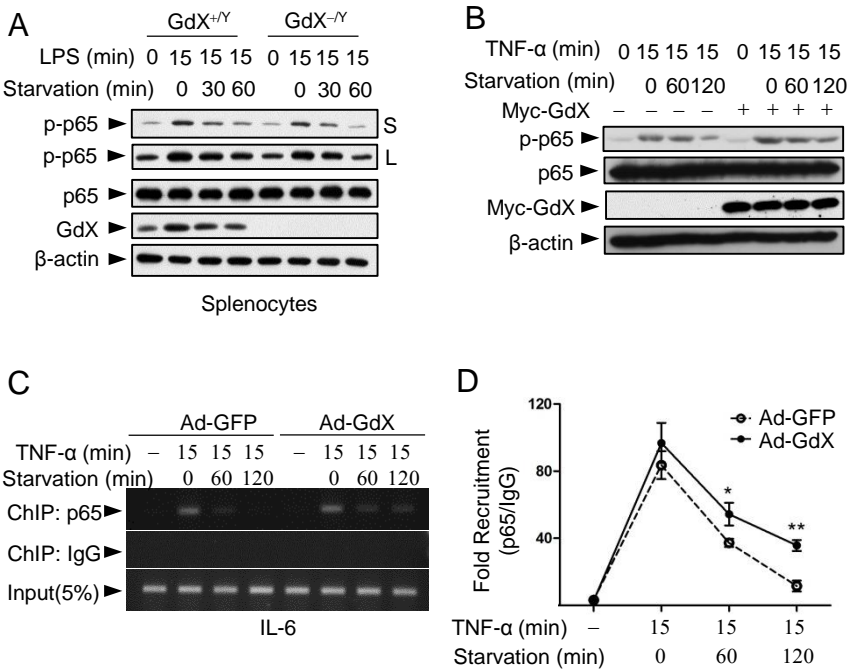 A
GdX+/Y GdX−/Y
LPS (min) 0 15 15 15 0 15 15 15
Starvation (min) 0 30 60 0 30 60
p-p65 S
p-p65 L
p65
GdX
β-actin
Splenocytes
B
TNF-α (min) 0 15 15 15 0 15 15 15
Starvation (min) 0 60 120 0 60 120
Myc-GdX − − − − + + + +
p-p65
p65
Myc-GdX
β-actin
C
Ad-GFP Ad-GdX
TNF-α (min) − 15 15 15 − 15 15 15
Starvation (min) 0 60 120 0 60 120
ChIP: p65
ChIP: IgG
Input(5%)
IL-6
D
Fold Recruitment
(p65/IgG)
120
80
40
Ad-GFP
Ad-GdX
*
**
TNF-α (min) − 15 15 15
Starvation (min) 0 60 120